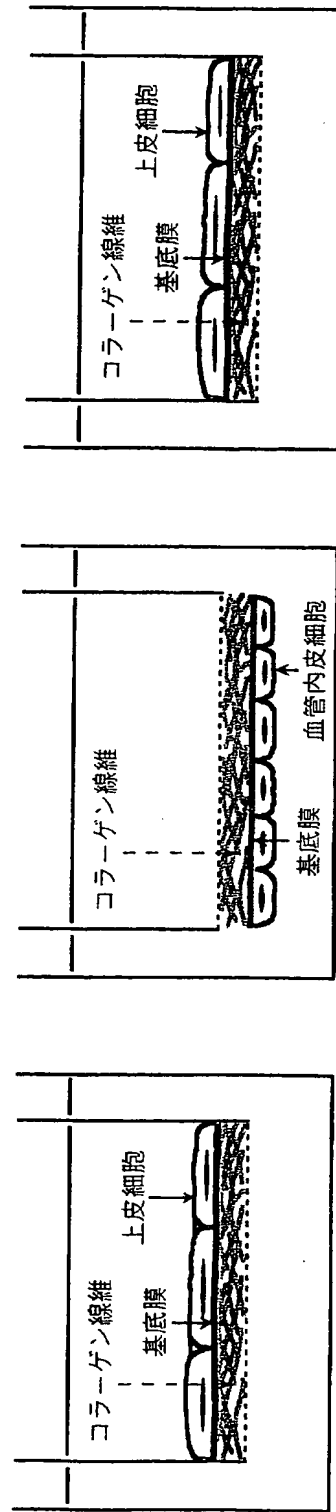 コラーゲン線維
基底膜
上皮細胞
コラーゲン線維
基底膜
血管内皮細胞
コラーゲン線維
基底膜
上皮細胞